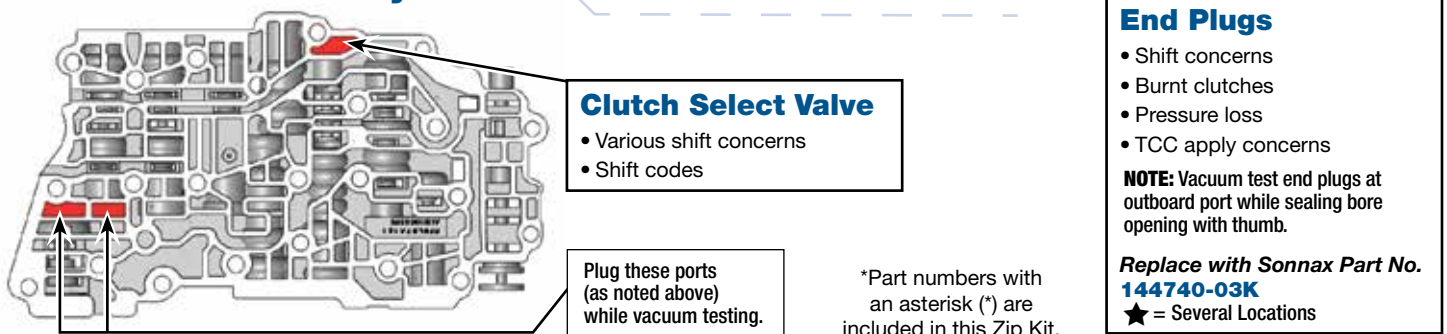 Clutch Select Valve
• Various shift concerns
• Shift codes
Plug these ports
(as noted above)
while vacuum testing.
*Part numbers with
an asterisk (*) are
included in this Zip Kit.
End Plugs
• Shift concerns
• Burnt clutches
• Pressure loss
• TCC apply concerns
NOTE: Vacuum test end plugs at
outboard port while sealing bore
opening with thumb.
Replace with Sonnax Part No.
144740-03K
★ = Several Locations